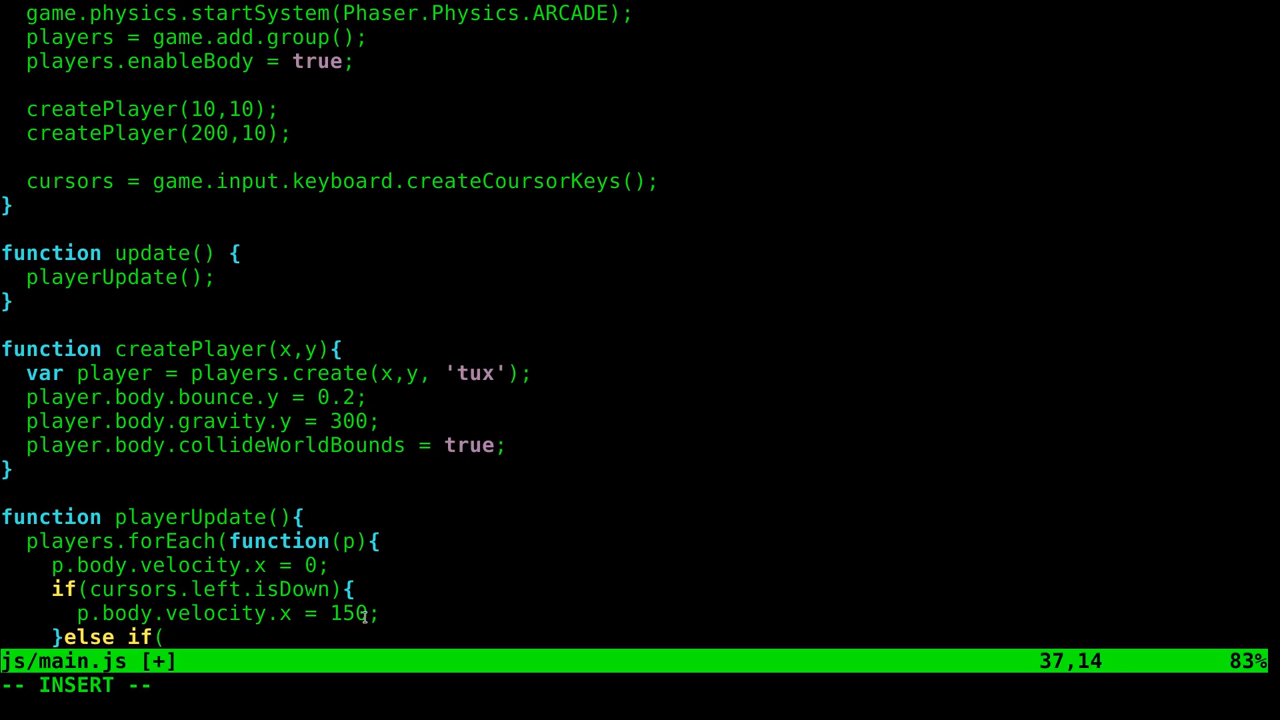 game.physics.startSystem(Phaser.Physics.ARCADE);
players = game.add.group();
players.enableBody = true;
createPlayer(10,10);
createPlayer(200,10);
cursors = game.input.keyboard.createCoursorKeys();
}
function update() {
playerUpdate();
}
function createPlayer(x,y){
var player = players.create(x,y, 'tux');
player.body.bounce.y = 0.2;
player.body.gravity.y = 300;
player.body.collideWorldBounds = true;
}
function playerUpdate(){
players.forEach(function(p){
p.body.velocity.x = 0;
if(cursors.left.isDown){
p.body.velocity.x = 150;
}else if(
js/main.js [+] 37,14 83%
-- INSERT --